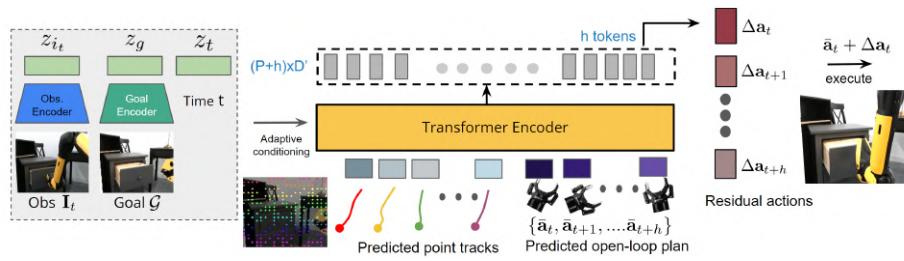 z_{i_t} z_g z_t
Obs. Encoder
Goal Encoder
Time t
Obs I_t
Goal 𝒢
Adaptive conditioning
(P+h)xD'
h tokens
Transformer Encoder
Predicted point tracks
{ā_t, ā_{t+1}, ....ā_{t+h}}
Predicted open-loop plan
Δa_t
Δa_{t+1}
Δa_{t+h}
Residual actions
ā_t + Δa_t
execute